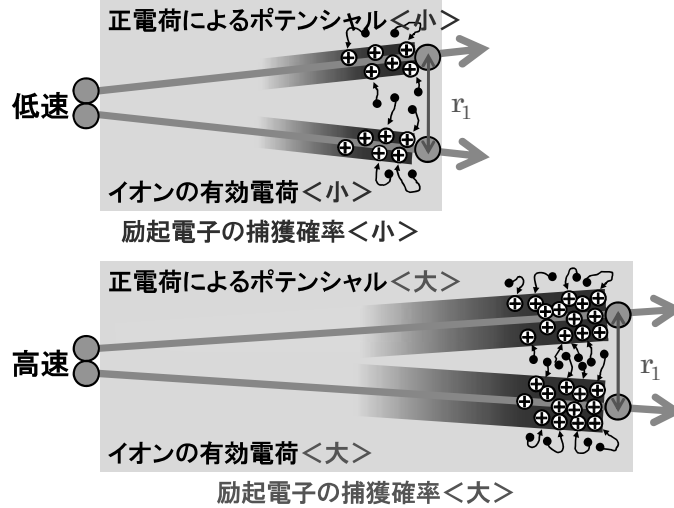 正電荷によるポテンシャル＜小＞
低速
r₁
イオンの有効電荷＜小＞
励起電子の捕獲確率＜小＞
正電荷によるポテンシャル＜大＞
高速
r₁
イオンの有効電荷＜大＞
励起電子の捕獲確率＜大＞